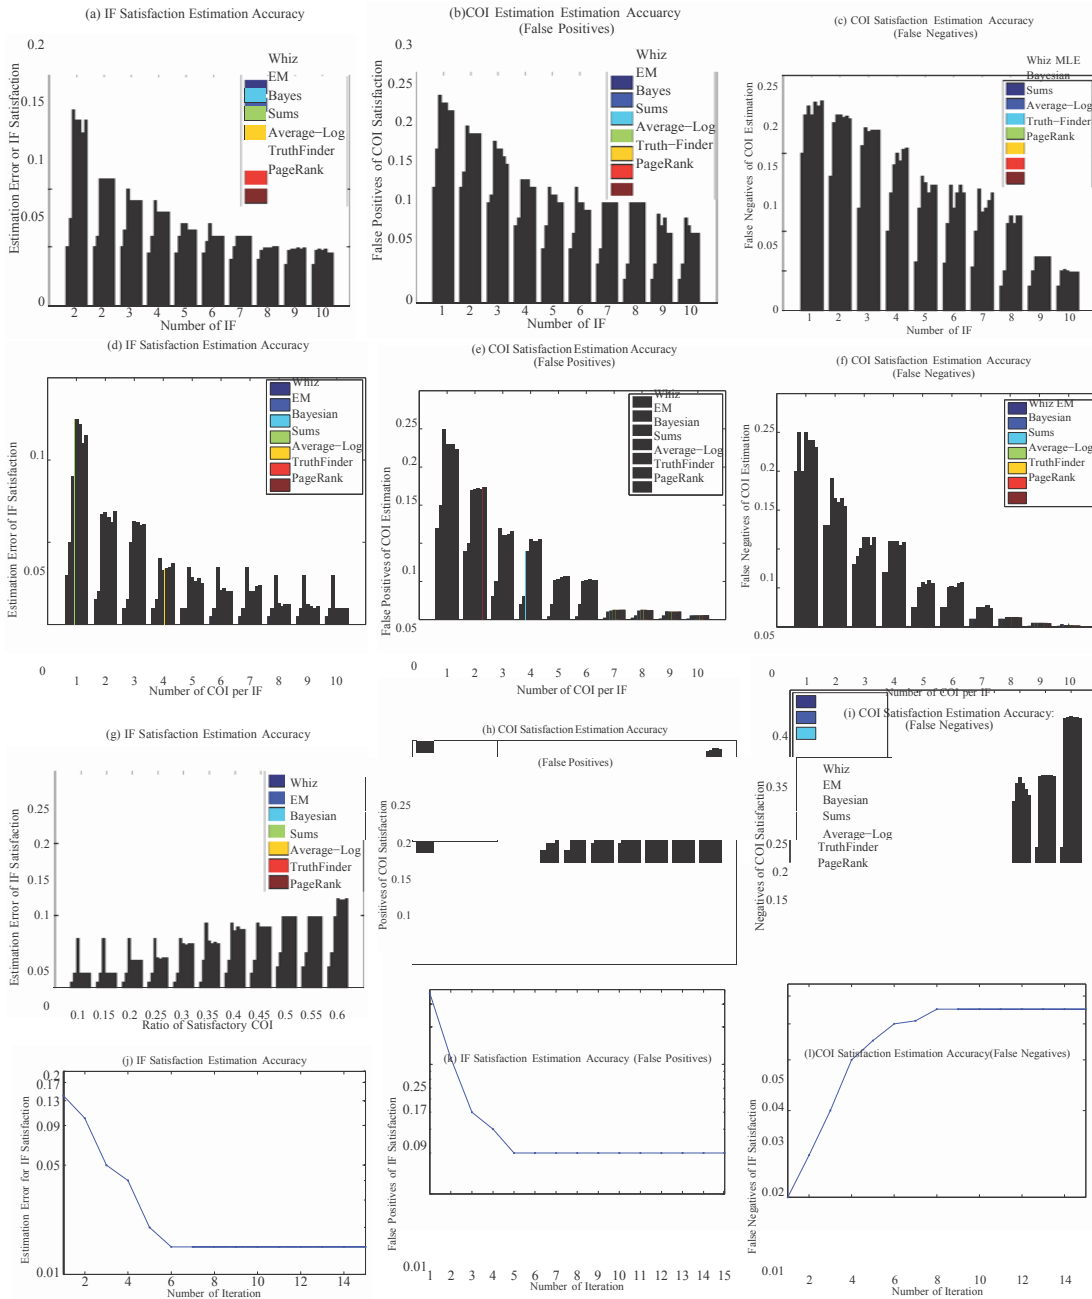 (a) IF Satisfaction Estimation Accuracy
0.2
0.15
0.1
0.05
0
Estimation Error or IF Satisfaction
Whiz
EM
Bayes
Sums
Average-Log
TruthFinder
PageRank
2 2 3 4 5 6 7 8 9 10
Number of IF
(b)COI Estimation Estimation Accuarcy
(False Positives)
0.3
0.25
0.2
0.15
0.1
0.05
0
False Positives of COI Satisfaction
Whiz
EM
Bayes
Sums
Average-Log
Truth-Finder
PageRank
1 2 3 4 5 6 7 8 9 10
Number of IF
(c) COI Satisfaction Estimation Accuracy
(False Negatives)
0.2
0.15
0.1
0.05
0
False Negatives of COI Estimation
Whiz MLE
Bayesian
Sums
Average-Log
Truth-Finder
PageRank
1 2 3 4 5 6 7 8 9 10
Number of IF
(d) IF Satisfaction Estimation Accuracy
0.1
0.05
0
Estimation Error of IF Satisfaction
Whiz
EM
Bayesian
Sums
Average-Log
TruthFinder
PageRank
1 2 3 4 5 6 7 8 9 10
Number of COI per IF
(e) COI Satisfaction Estimation Accuracy
(False Positives)
0.25
0.2
0.15
0.1
0.05
0
False Positives of COI Estimation
Whiz
EM
Bayesian
Sums
Average-Log
TruthFinder
PageRank
1 2 3 4 5 6 7 8 9 10
Number of COI per IF
(f) COI Satisfaction Estimation Accuracy
(False Negatives)
0.25
0.2
0.15
0.1
0.05
0
False Negatives of COI Estimation
Whiz EM
Bayesian
Sums
Average-Log
TruthFinder
PageRank
1 2 3 4 5 6 7 8 9 10
Number of COI per IF
(g) IF Satisfaction Estimation Accuracy
0.25
0.2
0.15
0.1
0.05
0
Estimation Error of IF Satisfaction
Whiz
EM
Bayesian
Sums
Average-Log
TruthFinder
PageRank
0.1 0.15 0.2 0.25 0.3 0.35 0.4 0.45 0.5 0.55 0.6
Ratio of Satisfactory COI
(h) COI Satisfaction Estimation Accuracy
(False Positives)
0.25
0.2
0.15
0.1
Positives of COI Satisfaction
(i) COI Satisfaction Estimation Accuracy:
(False Negatives)
0.4
0.35
0.25
0.2
0.15
Negatives of COI Satisfaction
Whiz
EM
Bayesian
Sums
Average-Log
TruthFinder
PageRank
(j) IF Satisfaction Estimation Accuracy
0.2
0.17
0.13
0.09
0.05
0.01
Estimation Error for IF Satisfaction
2 4 6 8 10 12 14
Number of Iteration
(k) IF Satisfaction Estimation Accuracy (False Positives)
0.25
0.17
0.09
0.01
False Positives of IF Satisfaction
1 2 3 4 5 6 7 8 9 10 11 12 13 14 15
Number of Iteration
(l)COI Satisfaction Estimation Accuracy(False Negatives)
0.05
0.04
0.03
0.02
0.01
False Negatives of IF Satisfaction
2 4 6 8 10 12 14
Number of Iteration